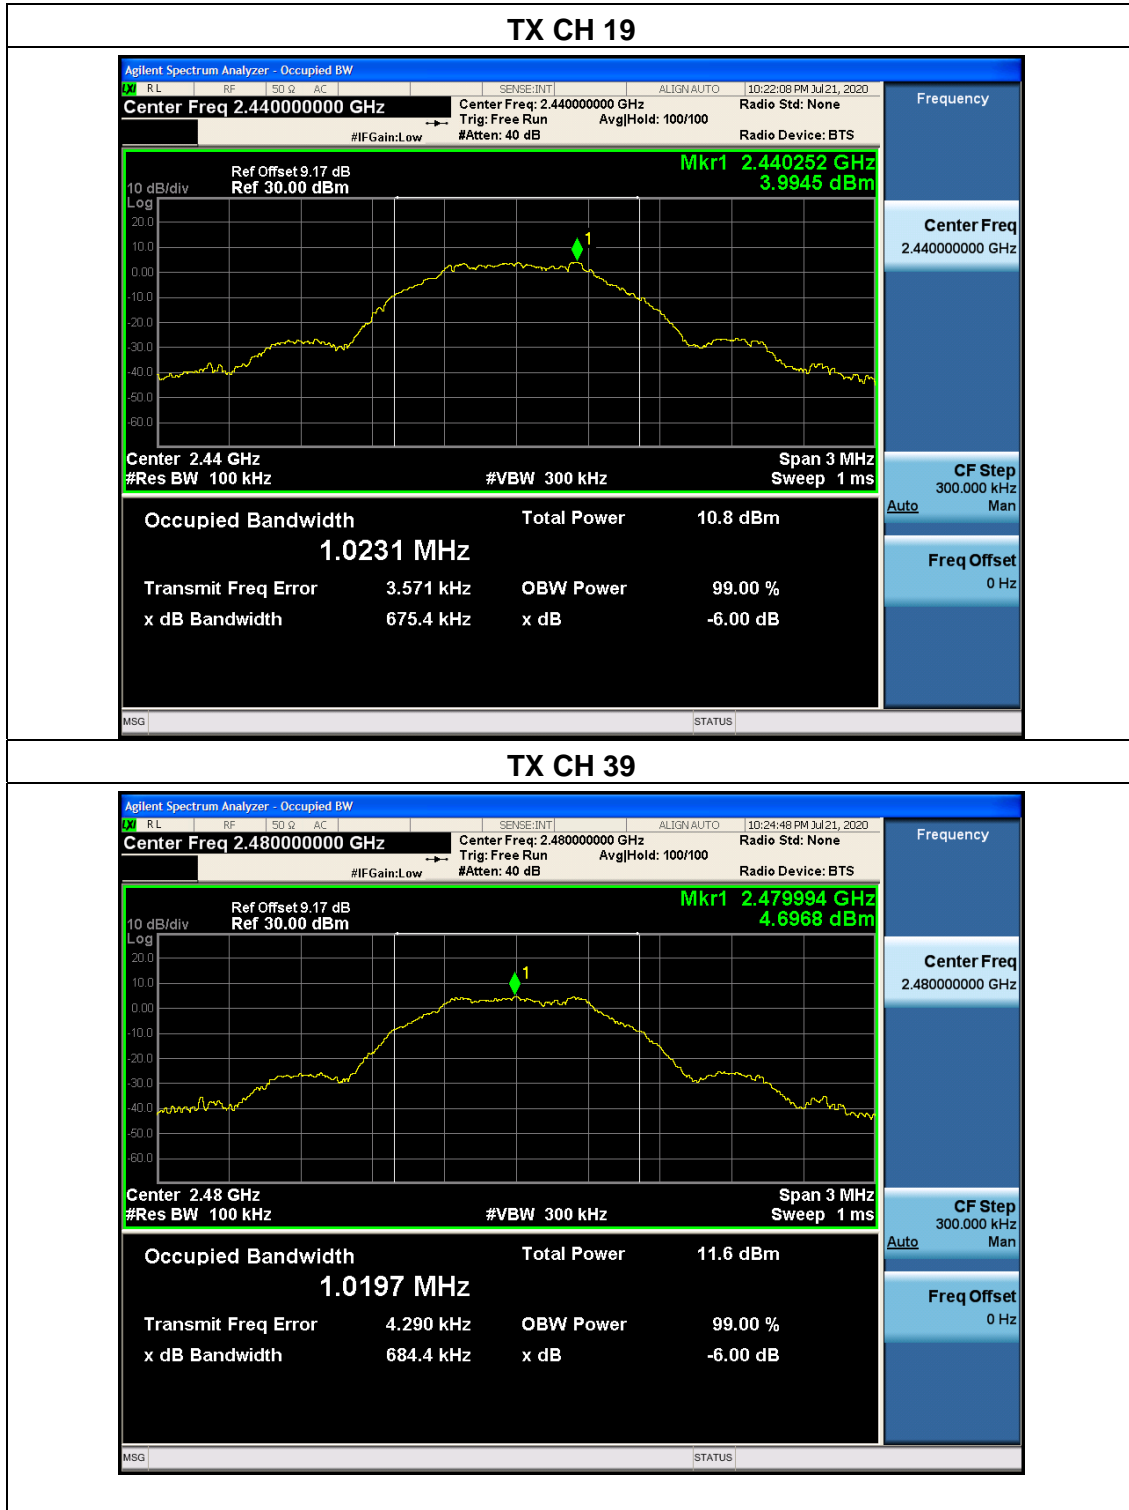 TX CH 19
Agilent Spectrum Analyzer - Occupied BW
LXI RL RF 50 Ω AC SENSE:INT ALIGN AUTO 10:22:08 PM Jul 21, 2020
Center Freq 2.440000000 GHz Center Freq: 2.440000000 GHz Radio Std: None
Trig: Free Run Avg|Hold: 100/100
#IFGain:Low #Atten: 40 dB Radio Device: BTS
Frequency
Mkr1 2.440252 GHz
3.9945 dBm
Ref Offset 9.17 dB
10 dB/div Ref 30.00 dBm
Log
20.0
10.0
0.00
-10.0
-20.0
-30.0
-40.0
-50.0
-60.0
1
Center 2.44 GHz Span 3 MHz
#Res BW 100 kHz #VBW 300 kHz Sweep 1 ms
Center Freq
2.440000000 GHz
CF Step
300.000 kHz
Auto Man
Freq Offset
0 Hz
Occupied Bandwidth Total Power 10.8 dBm
1.0231 MHz
Transmit Freq Error 3.571 kHz OBW Power 99.00 %
x dB Bandwidth 675.4 kHz x dB -6.00 dB
MSG STATUS
TX CH 39
Agilent Spectrum Analyzer - Occupied BW
LXI RL RF 50 Ω AC SENSE:INT ALIGN AUTO 10:24:48 PM Jul 21, 2020
Center Freq 2.480000000 GHz Center Freq: 2.480000000 GHz Radio Std: None
Trig: Free Run Avg|Hold: 100/100
#IFGain:Low #Atten: 40 dB Radio Device: BTS
Frequency
Mkr1 2.479994 GHz
4.6968 dBm
Ref Offset 9.17 dB
10 dB/div Ref 30.00 dBm
Log
20.0
10.0
0.00
-10.0
-20.0
-30.0
-40.0
-50.0
-60.0
1
Center 2.48 GHz Span 3 MHz
#Res BW 100 kHz #VBW 300 kHz Sweep 1 ms
Center Freq
2.480000000 GHz
CF Step
300.000 kHz
Auto Man
Freq Offset
0 Hz
Occupied Bandwidth Total Power 11.6 dBm
1.0197 MHz
Transmit Freq Error 4.290 kHz OBW Power 99.00 %
x dB Bandwidth 684.4 kHz x dB -6.00 dB
MSG STATUS